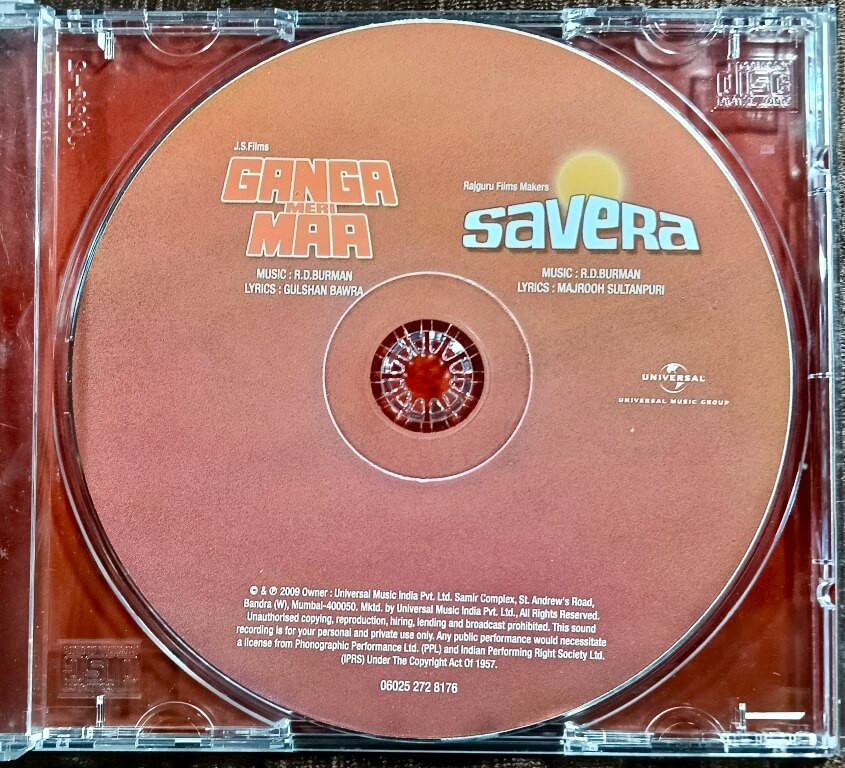 J.S.Films
GANGA
MERI
MAA
MUSIC : R.D.BURMAN
LYRICS : GULSHAN BAWRA
Rajguru Films Makers
SAVERA
MUSIC : R.D.BURMAN
LYRICS : MAJROOH SULTANPURI
UNIVERSAL
UNIVERSAL MUSIC GROUP
© & ℗ 2009 Owner : Universal Music India Pvt. Ltd. Samir Complex, St. Andrew's Road,
Bandra (W), Mumbai-400050. Mktd. by Universal Music India Pvt. Ltd., All Rights Reserved.
Unauthorised copying, reproduction, hiring, lending and broadcast prohibited. This sound
recording is for your personal and private use only. Any public performance would necessitate
a license from Phonographic Performance Ltd. (PPL) and Indian Performing Right Society Ltd.
(IPRS) Under The Copyright Act Of 1957.
06025 272 8176
disc